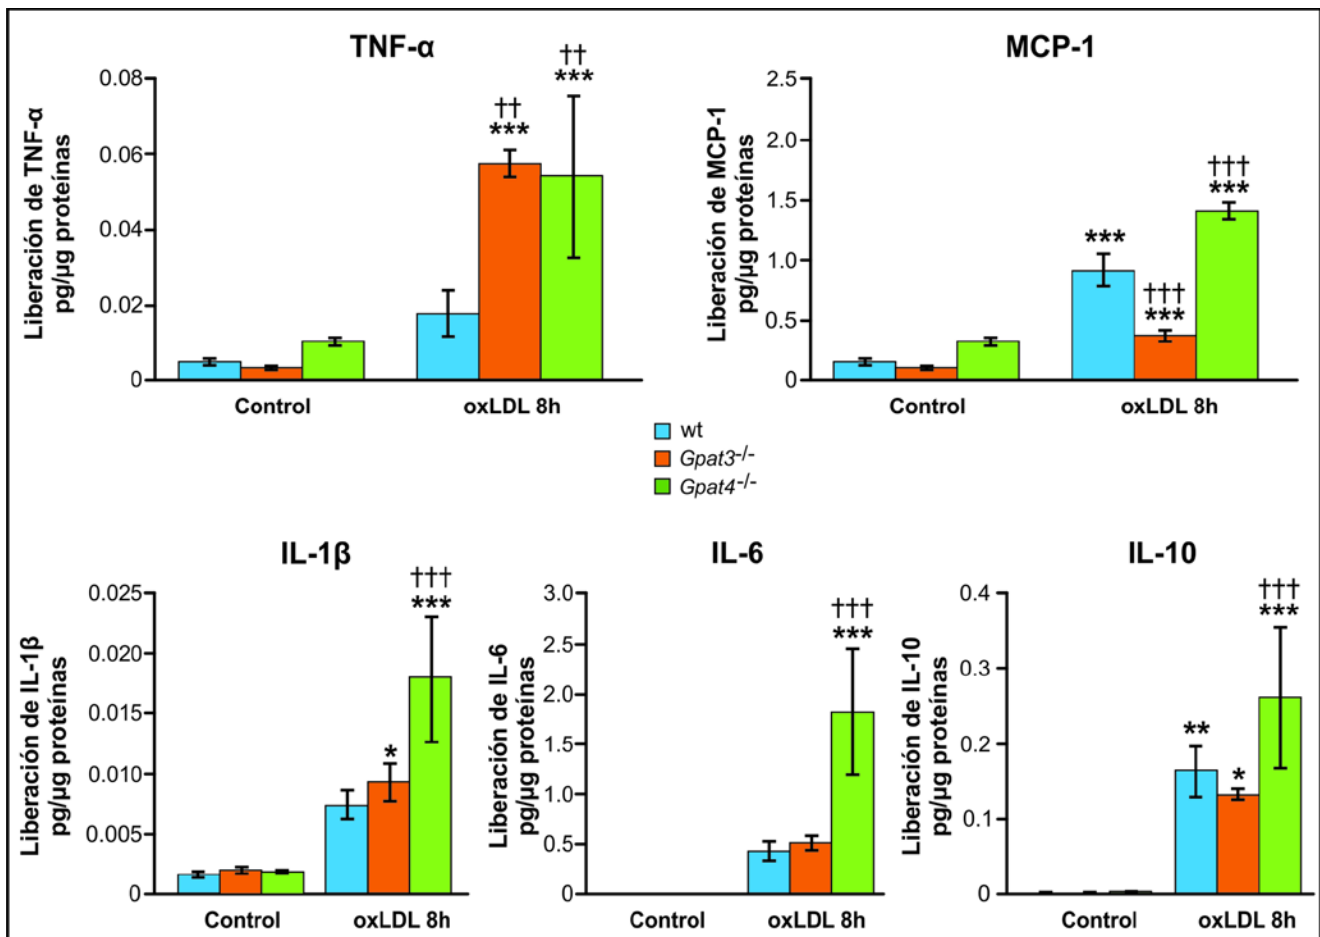 TNF-α
Liberación de TNF-α
pg/µg proteínas
0.08
0.06
0.04
0.02
0
††
***
††
***
Control
oxLDL 8h
MCP-1
Liberación de MCP-1
pg/µg proteínas
2.5
2.0
1.5
1.0
0.5
0
***
†††
***
†††
***
Control
oxLDL 8h
wt
Gpat3-/-
Gpat4-/-
IL-1β
Liberación de IL-1β
pg/µg proteínas
0.025
0.020
0.015
0.010
0.005
0
*
†††
***
Control
oxLDL 8h
IL-6
Liberación de IL-6
pg/µg proteínas
3.0
2.5
2.0
1.5
1.0
0.5
0
†††
***
Control
oxLDL 8h
IL-10
Liberación de IL-10
pg/µg proteínas
0.4
0.3
0.2
0.1
0
**
*
†††
***
Control
oxLDL 8h